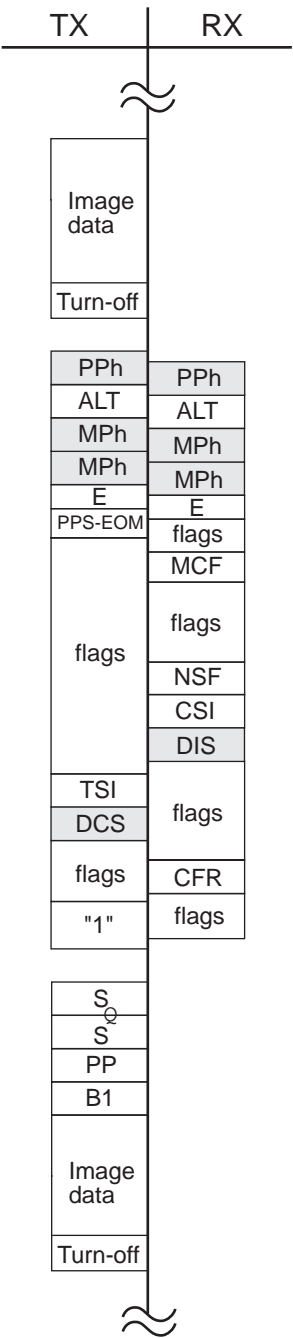 TX RX
Image
data
Turn-off
PPh
ALT
MPh
MPh
E
PPS-EOM
flags
TSI
DCS
flags
"1"
PPh
ALT
MPh
MPh
E
flags
MCF
flags
NSF
CSI
DIS
flags
CFR
flags
S
Q
S
PP
B1
Image
data
Turn-off